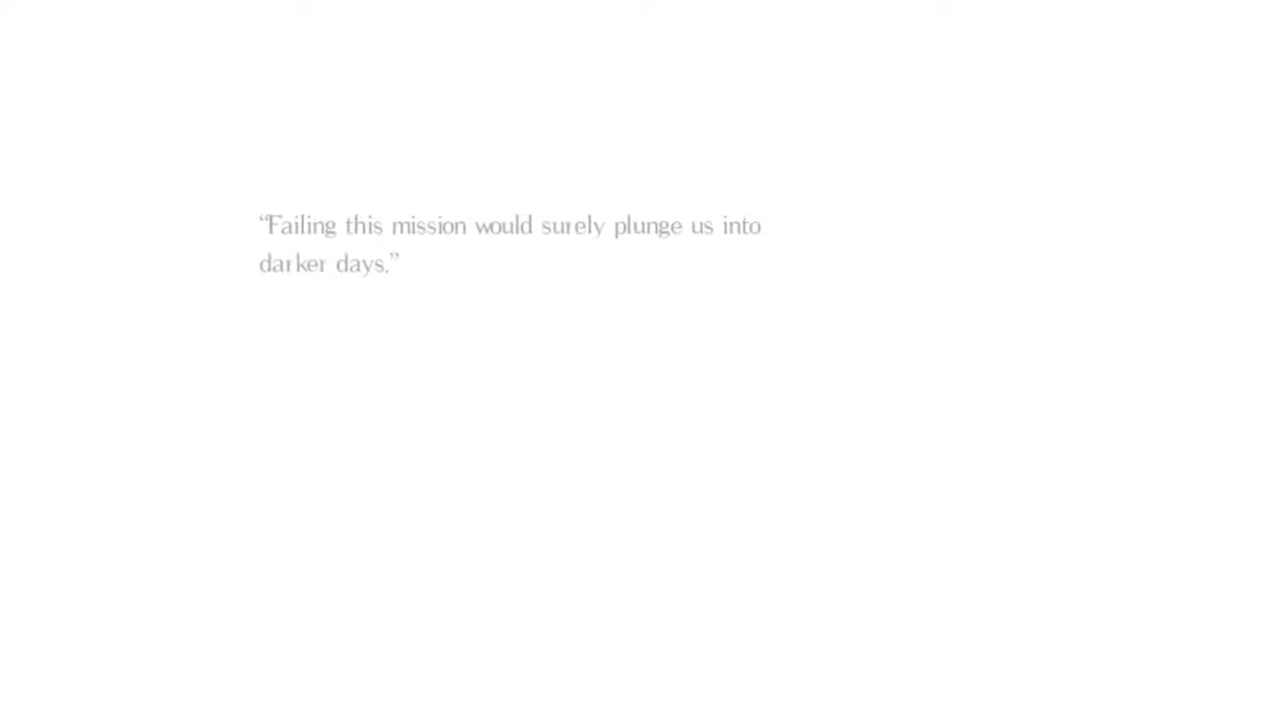 “Failing this mission would surely plunge us into
darker days.”